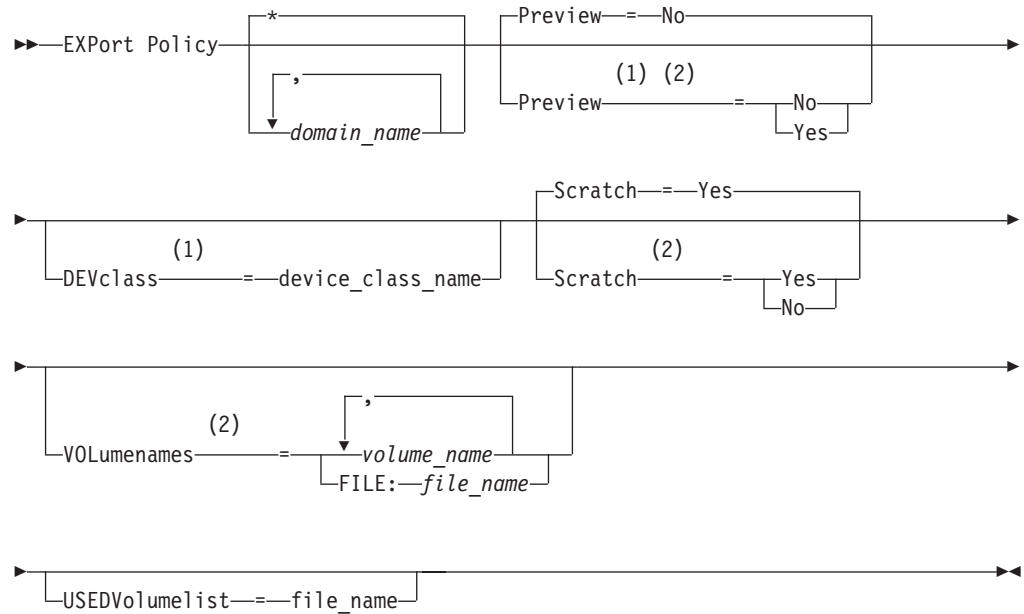 * Preview = No
EXPort Policy
, (1) (2)
Preview = No
domain_name Yes
Scratch = Yes
(1) (2)
DEVclass = device_class_name Scratch = Yes
No
,
(2)
VOLumenames = volume_name
FILE: file_name
USEDVolumelist = file_name